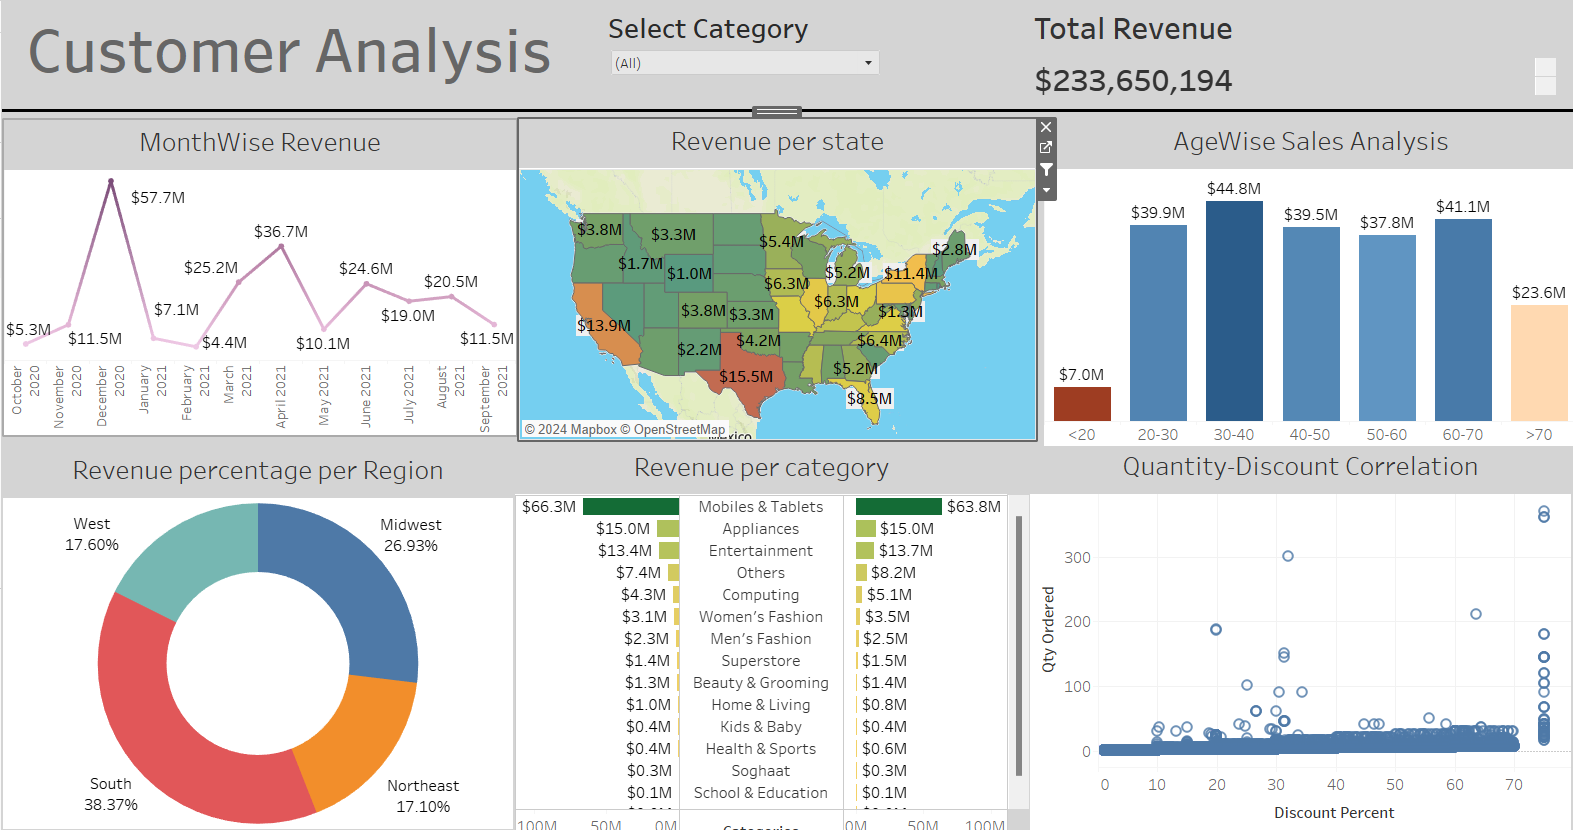 Customer Analysis
Select Category
(All)
Total Revenue
$233,650,194
MonthWise Revenue
$57.7M
$36.7M
$25.2M
$24.6M
$20.5M
$7.1M
$19.0M
$5.3M
$11.5M
$4.4M
$10.1M
$11.5M
October 2020
November 2020
December 2020
January 2021
February 2021
March 2021
April 2021
May 2021
June 2021
July 2021
August 2021
September 2021
Revenue per state
$3.8M
$3.3M
$5.4M
$2.8M
$1.7M
$1.0M
$5.2M
$11.4M
$6.3M
$6.3M
$3.8M
$3.3M
$1.3M
$13.9M
$2.2M
$4.2M
$6.4M
$15.5M
$5.2M
$8.5M
© 2024 Mapbox © OpenStreetMap
AgeWise Sales Analysis
$44.8M
$39.9M
$39.5M
$37.8M
$41.1M
$23.6M
$7.0M
<20
20-30
30-40
40-50
50-60
60-70
>70
Revenue percentage per Region
West
17.60%
Midwest
26.93%
South
38.37%
Northeast
17.10%
Revenue per category
$66.3M Mobiles & Tablets $63.8M
$15.0M Appliances $15.0M
$13.4M Entertainment $13.7M
$7.4M Others $8.2M
$4.3M Computing $5.1M
$3.1M Women's Fashion $3.5M
$2.3M Men's Fashion $2.5M
$1.4M Superstore $1.5M
$1.3M Beauty & Grooming $1.4M
$1.0M Home & Living $0.8M
$0.4M Kids & Baby $0.4M
$0.4M Health & Sports $0.6M
$0.3M Soghaat $0.3M
$0.1M School & Education $0.1M
100M 50M 0M Categories 0M 50M 100M
Quantity-Discount Correlation
Qty Ordered
300
200
100
0
0 10 20 30 40 50 60 70
Discount Percent